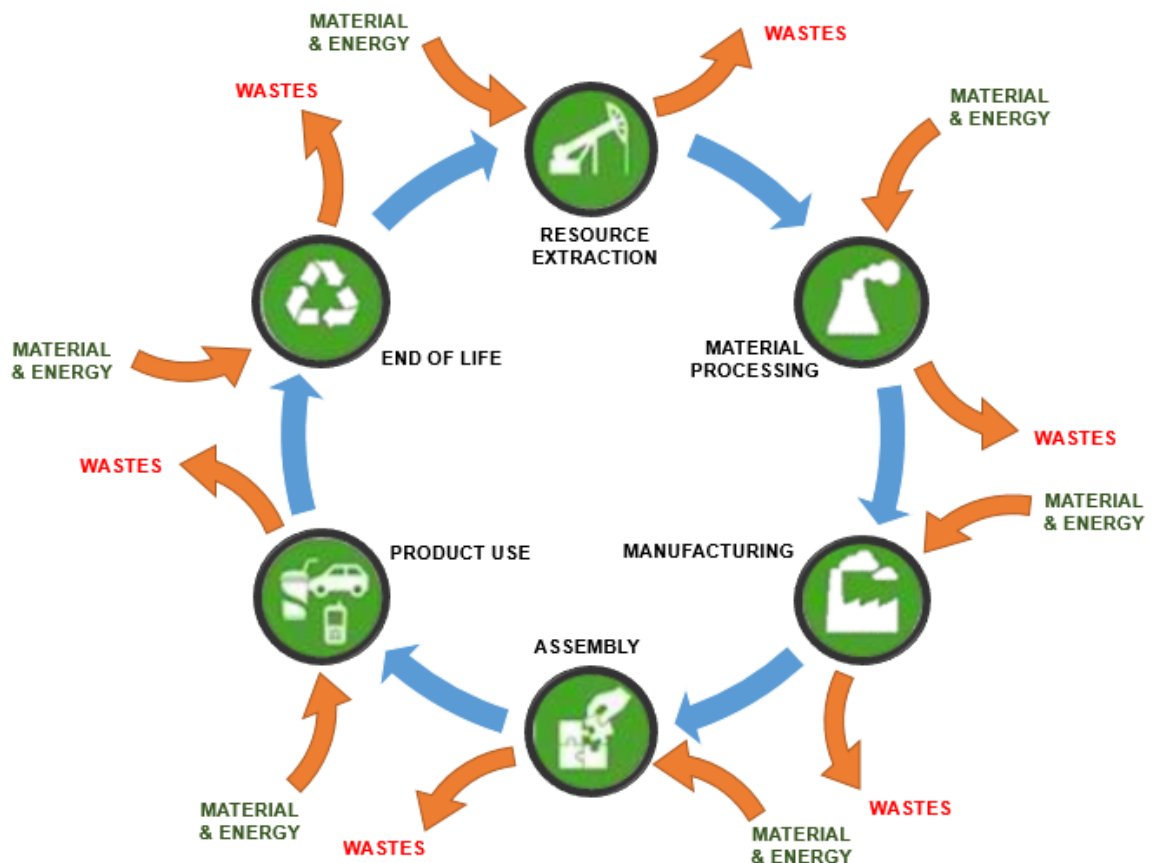 MATERIAL
& ENERGY
WASTES
WASTES
MATERIAL
& ENERGY
RESOURCE
EXTRACTION
MATERIAL
& ENERGY
END OF LIFE
MATERIAL
PROCESSING
WASTES
WASTES
MATERIAL
& ENERGY
PRODUCT USE
MANUFACTURING
ASSEMBLY
MATERIAL
& ENERGY
WASTES
MATERIAL
& ENERGY
WASTES